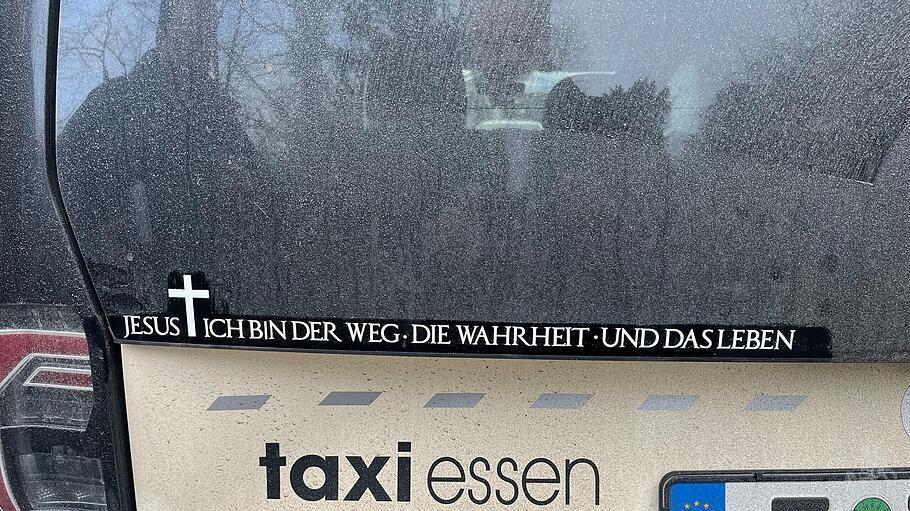 JESUS ICH BIN DER WEG · DIE WAHRHEIT · UND DAS LEBEN
taxi essen